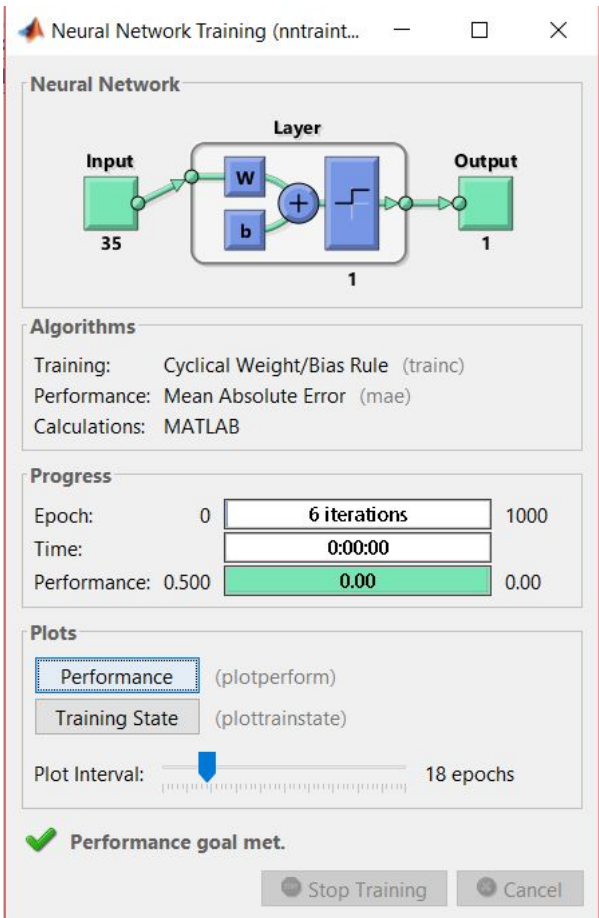 Neural Network Training (nntraint...
Neural Network
Layer
Input
Output
W
b
+
35
1
1
Algorithms
Training: Cyclical Weight/Bias Rule (trainc)
Performance: Mean Absolute Error (mae)
Calculations: MATLAB
Progress
Epoch: 0 6 iterations 1000
Time: 0:00:00
Performance: 0.500 0.00 0.00
Plots
Performance (plotperform)
Training State (plottrainstate)
Plot Interval: 18 epochs
Performance goal met.
Stop Training Cancel